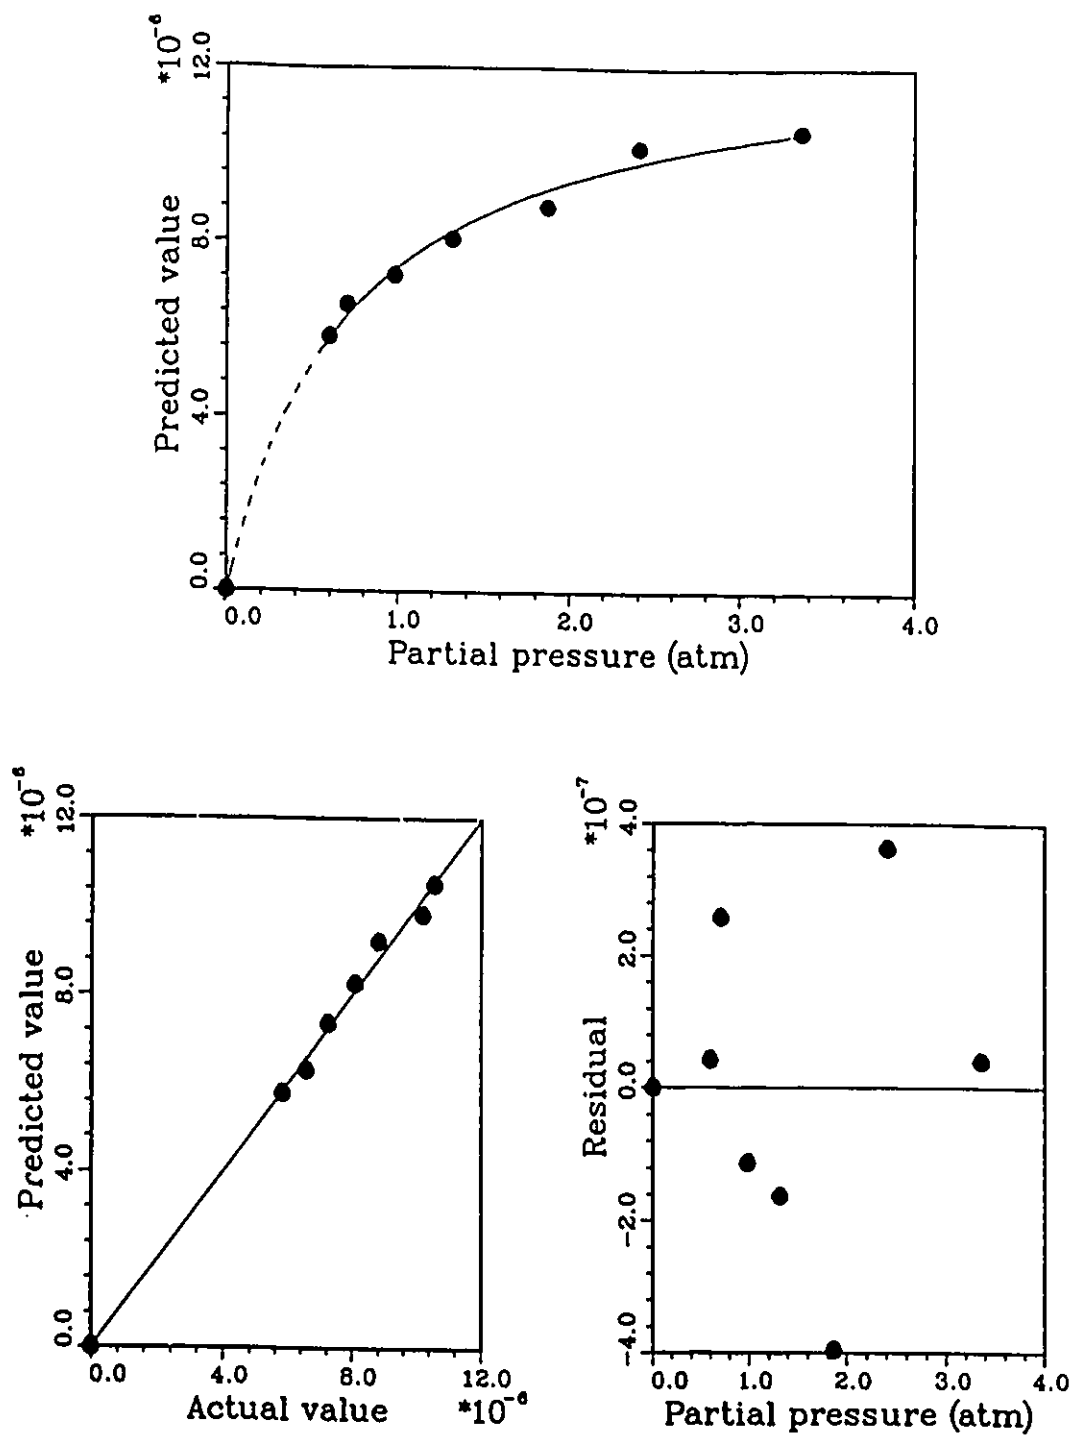 *10⁻⁶
12.0
8.0
4.0
0.0
Predicted value
0.0 1.0 2.0 3.0 4.0
Partial pressure (atm)
*10⁻⁶
12.0
8.0
4.0
0.0
Predicted value
0.0 4.0 8.0 12.0
Actual value *10⁻⁶
*10⁻⁷
4.0
2.0
0.0
-2.0
-4.0
Residual
0.0 1.0 2.0 3.0 4.0
Partial pressure (atm)